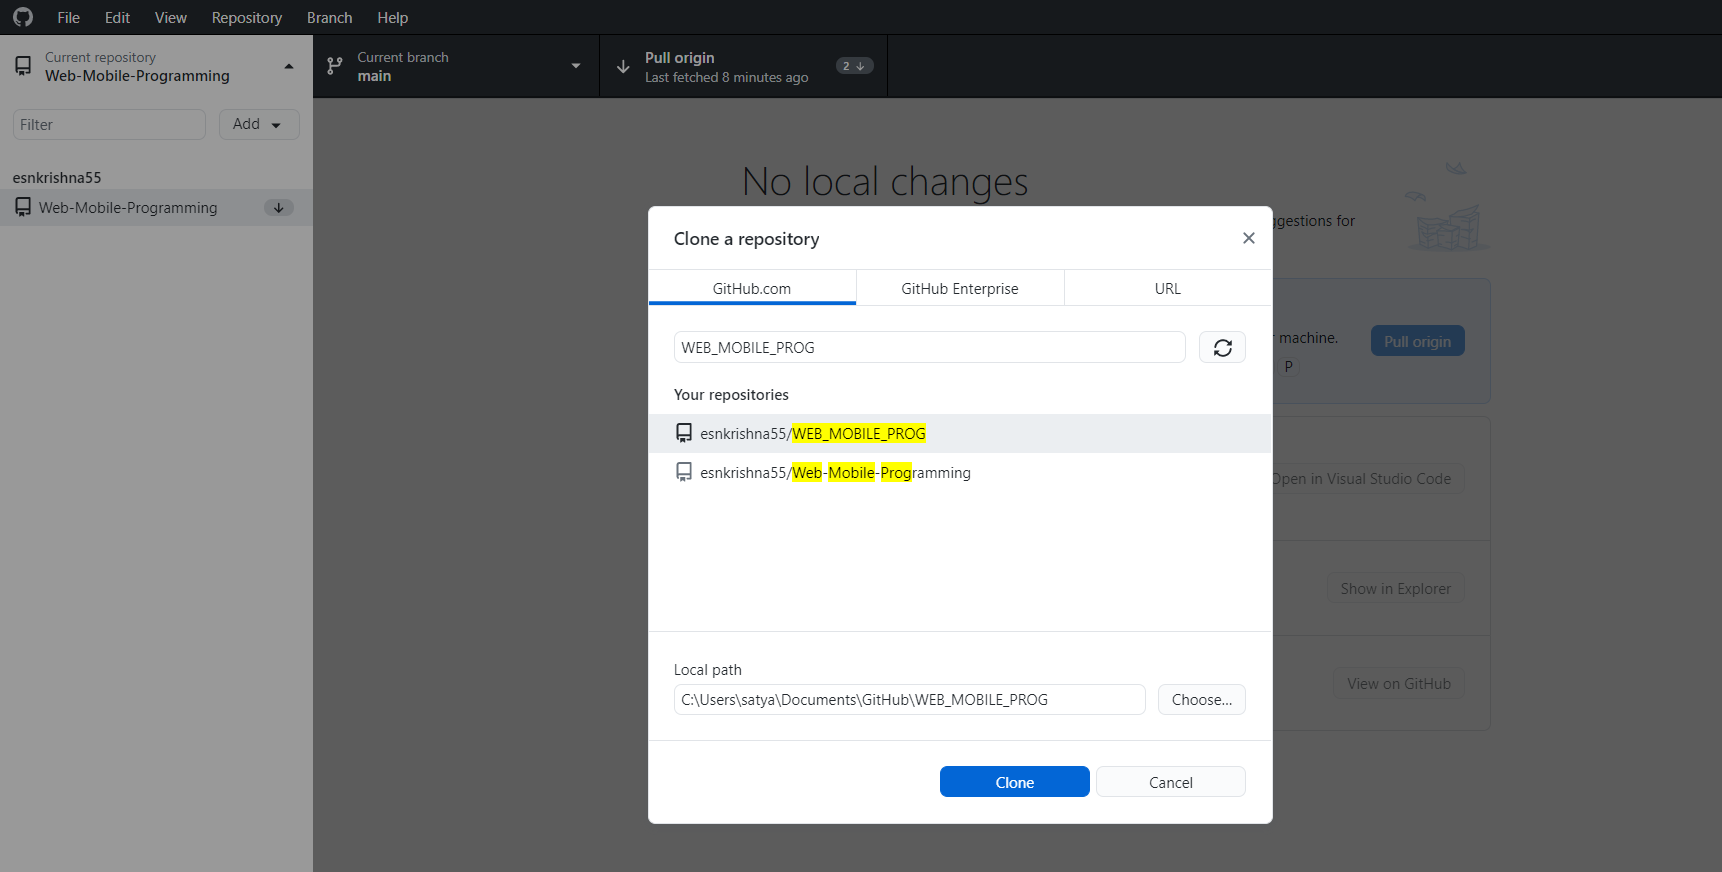 File Edit View Repository Branch Help
Current repository
Web-Mobile-Programming
Current branch
main
Pull origin
Last fetched 8 minutes ago
2
Filter
Add
esnkrishna55
Web-Mobile-Programming
No local changes
ggestions for
machine.
Pull origin
P
Open in Visual Studio Code
Show in Explorer
View on GitHub
Clone a repository
GitHub.com
GitHub Enterprise
URL
WEB_MOBILE_PROG
Your repositories
esnkrishna55/WEB_MOBILE_PROG
esnkrishna55/Web-Mobile-Programming
Local path
C:\Users\satya\Documents\GitHub\WEB_MOBILE_PROG
Choose...
Clone
Cancel